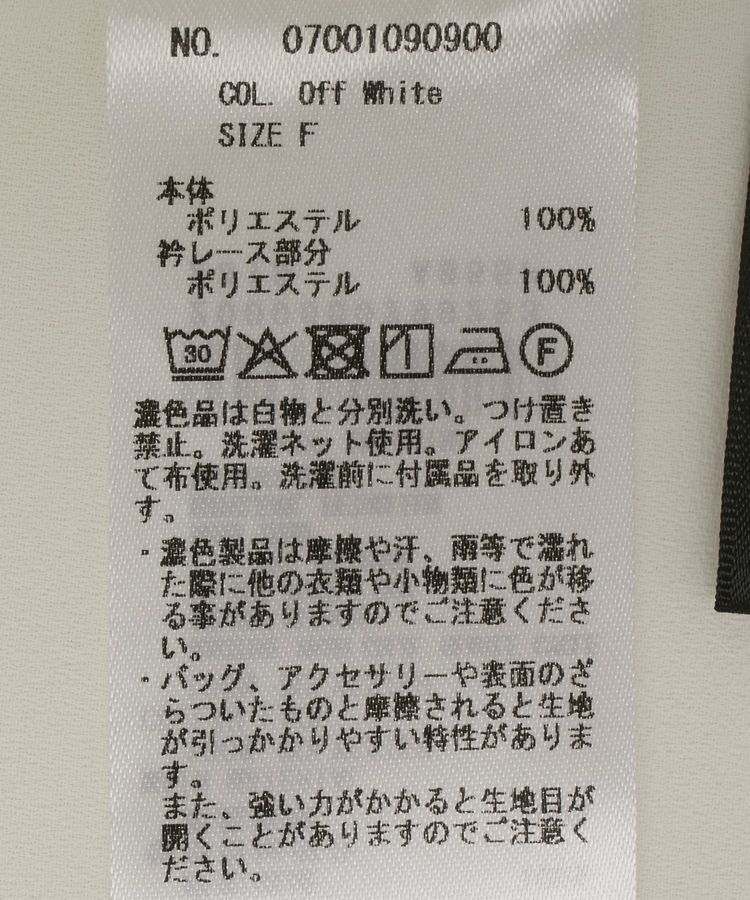 NO. 07001090900
COL. Off White
SIZE F
本体
ポリエステル 100%
衿レース部分
ポリエステル 100%
30 F
濃色品は白物と分別洗い。つけ置き
禁止。洗濯ネット使用。アイロンあ
て布使用。洗濯前に付属品を取り外
す。
・濃色製品は摩擦や汗、雨等で濡れ
た際に他の衣類や小物類に色が移
る事がありますのでご注意くださ
い。
・バッグ、アクセサリーや表面のざ
らついたものと摩擦されると生地
が引っかかりやすい特性がありま
す。
また、強い力がかかると生地目が
開くことがありますのでご注意く
ださい。